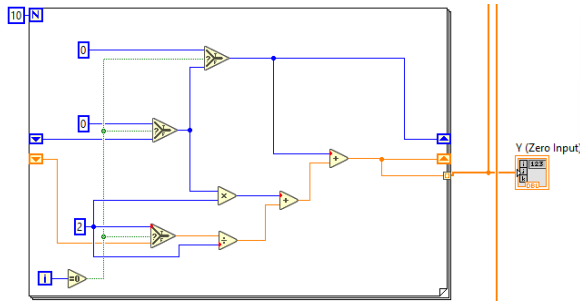 10 N
0
?
T
F
0
?
T
F
Y (Zero Input)
i 123
j
k
DBL
×
+
+
2
?
T
F
÷
i
=0